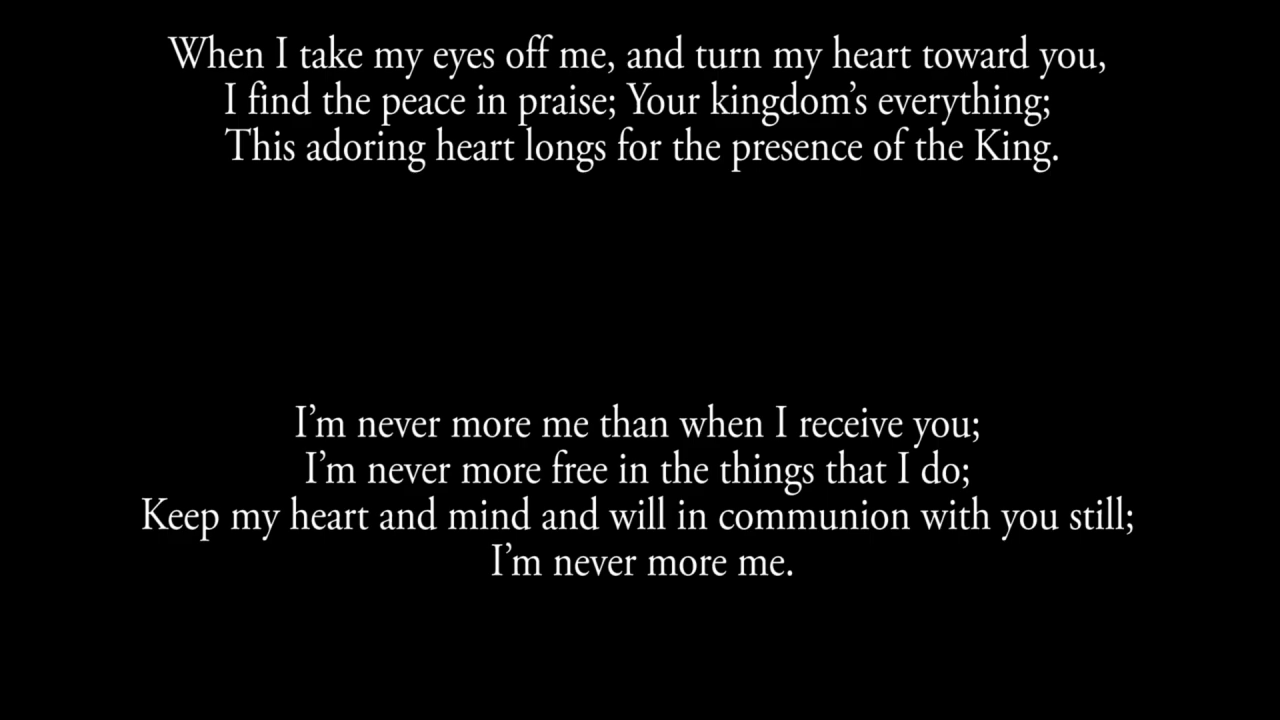 When I take my eyes off me, and turn my heart toward you,
I find the peace in praise; Your kingdom’s everything;
This adoring heart longs for the presence of the King.
I’m never more me than when I receive you;
I’m never more free in the things that I do;
Keep my heart and mind and will in communion with you still;
I’m never more me.